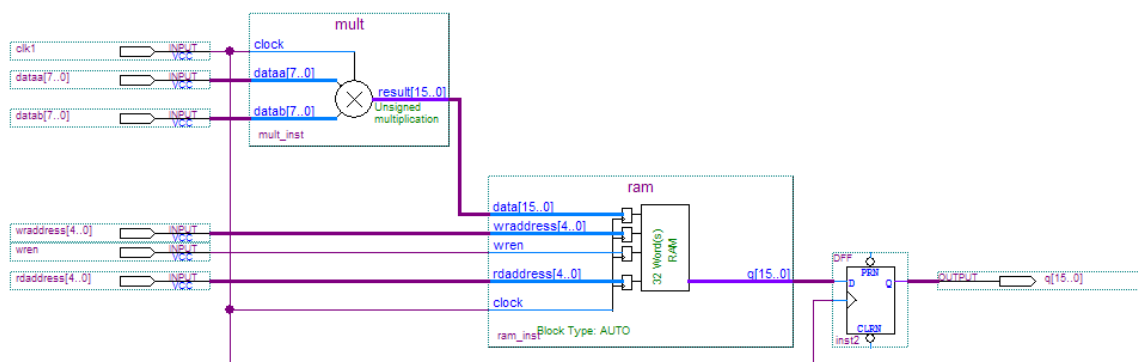 mult
clk1 INPUT VCC clock
dataa[7..0] INPUT VCC dataa[7..0]
result[15..0]
datab[7..0] INPUT VCC datab[7..0]
Unsigned
multiplication
mult_inst
ram
data[15..0]
wraddress[4..0] INPUT VCC wraddress[4..0]
wren INPUT VCC wren
32 Word(s)
RAM
rdaddress[4..0] INPUT VCC rdaddress[4..0]
q[15..0]
clock
Block Type: AUTO
ram_inst
DFF
PRN
D Q
CLRN
inst2
OUTPUT q[15..0]